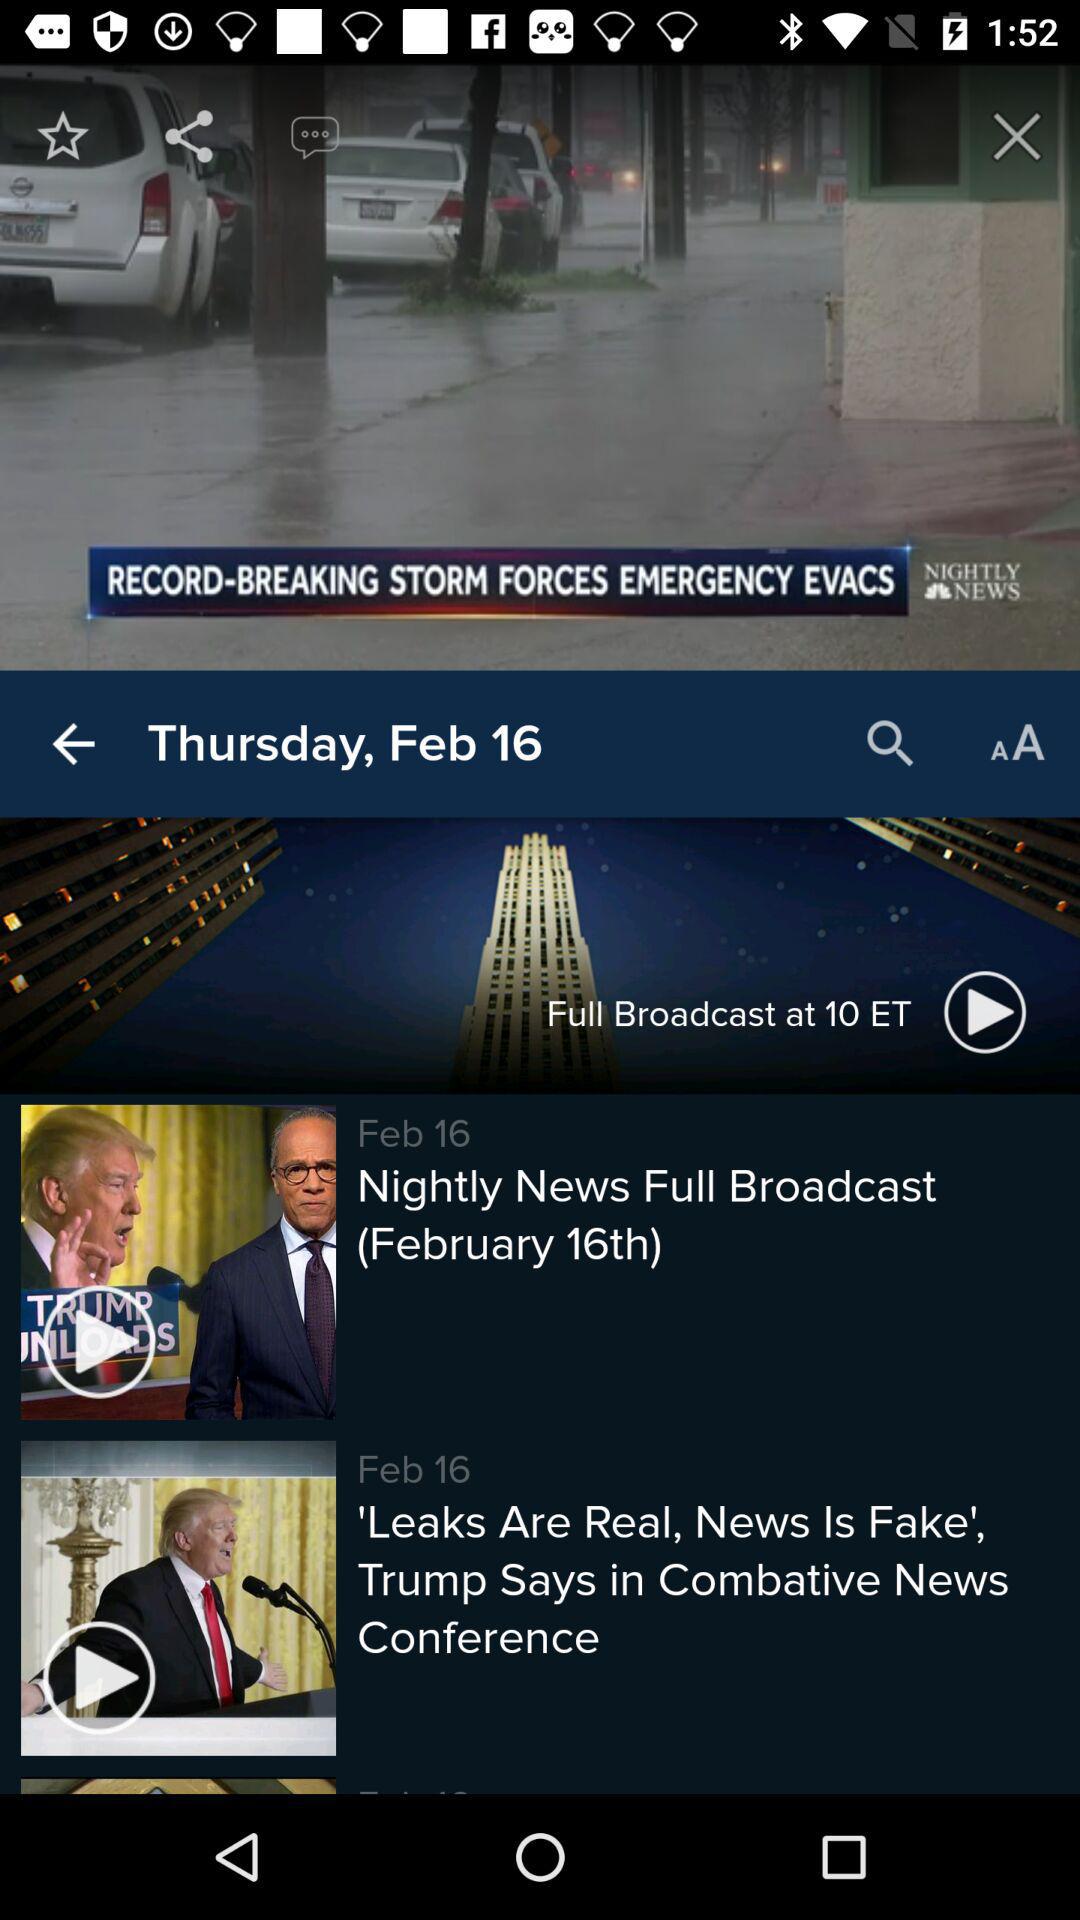 1:52
RECORD-BREAKING STORM FORCES EMERGENCY EVACS
NIGHTLY
NEWS
Thursday, Feb 16
AA
Full Broadcast at 10 ET
Feb 16
Nightly News Full Broadcast
(February 16th)
TRUMP
UNLOADS
Feb 16
'Leaks Are Real, News Is Fake',
Trump Says in Combative News
Conference